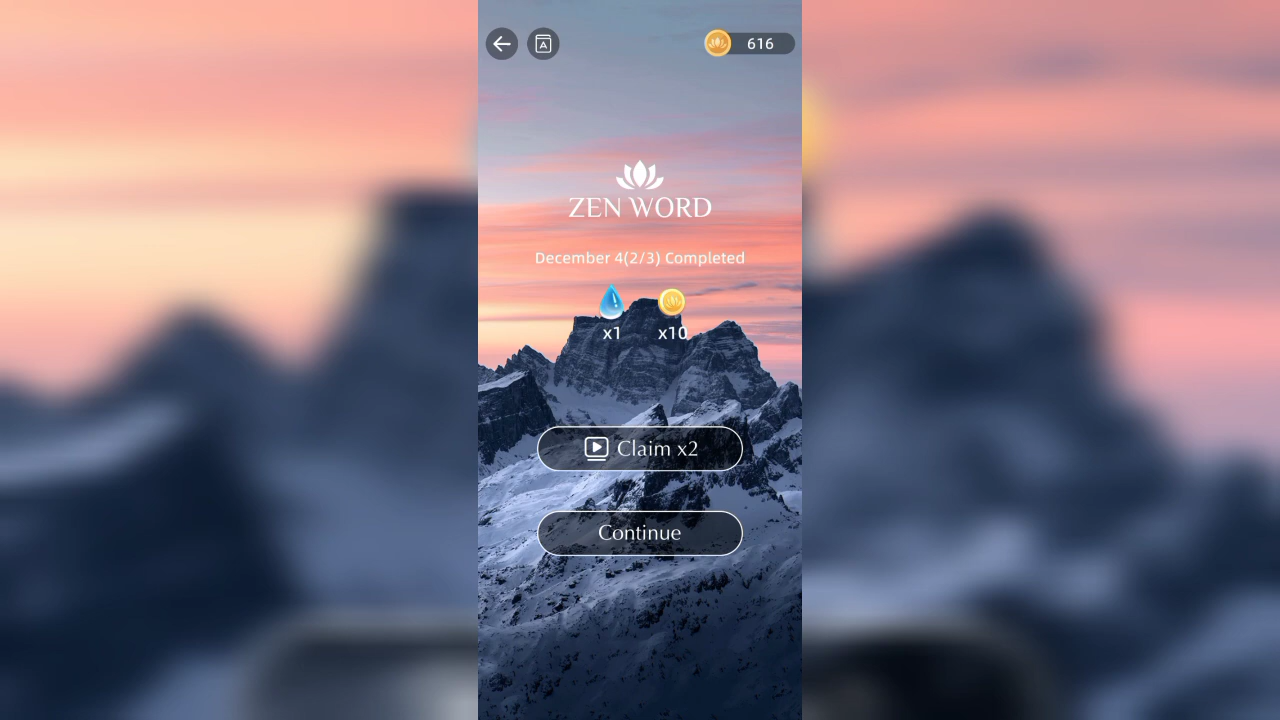 A
616
ZEN WORD
December 4(2/3) Completed
x1
x10
Claim x2
Continue